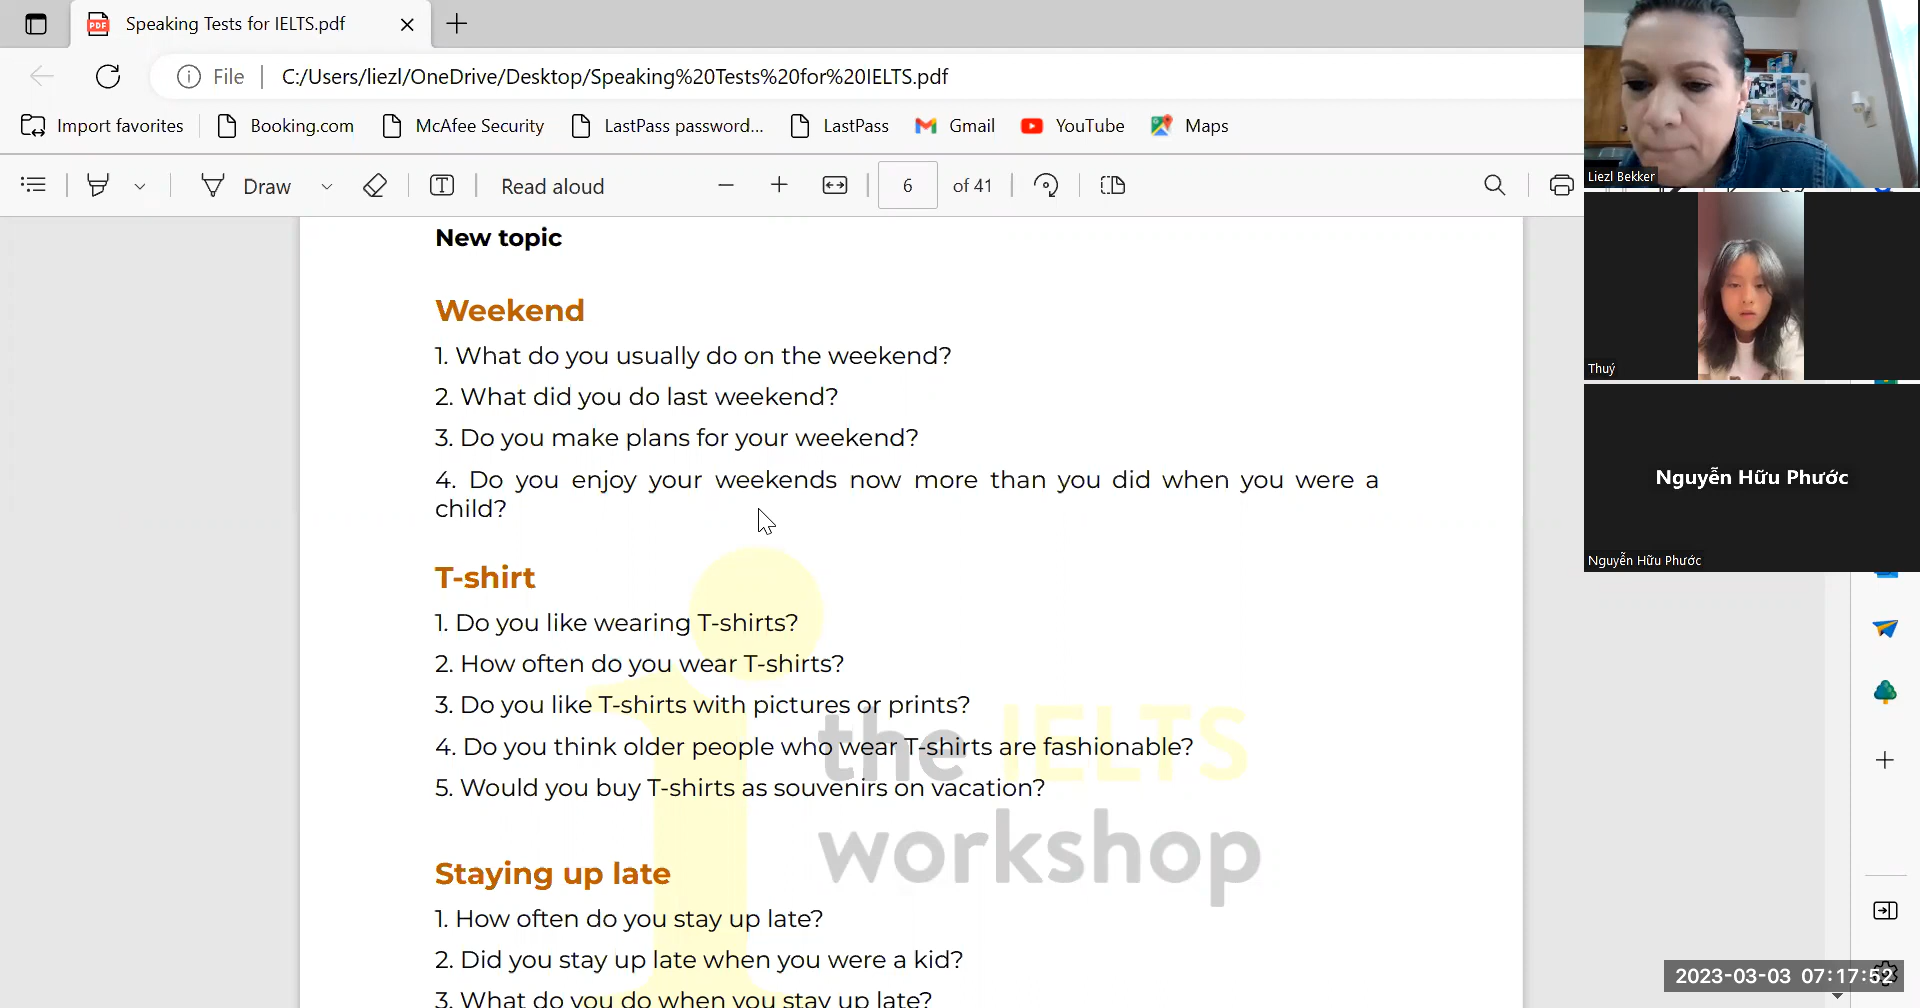 Speaking Tests for IELTS.pdf
File
C:/Users/liezl/OneDrive/Desktop/Speaking%20Tests%20for%20IELTS.pdf
Import favorites
Booking.com
McAfee Security
LastPass password...
LastPass
Gmail
YouTube
Maps
Draw
Read aloud
6 of 41
New topic
Weekend
1. What do you usually do on the weekend?
2. What did you do last weekend?
3. Do you make plans for your weekend?
4. Do you enjoy your weekends now more than you did when you were a
child?
T-shirt
1. Do you like wearing T-shirts?
2. How often do you wear T-shirts?
3. Do you like T-shirts with pictures or prints?
4. Do you think older people who wear T-shirts are fashionable?
5. Would you buy T-shirts as souvenirs on vacation?
Staying up late
1. How often do you stay up late?
2. Did you stay up late when you were a kid?
3. What do you do when you stay up late?
the IELTS
workshop
Liezl Bekker
Thuý
Nguyễn Hữu Phước
Nguyễn Hữu Phước
2023-03-03 07:17:52